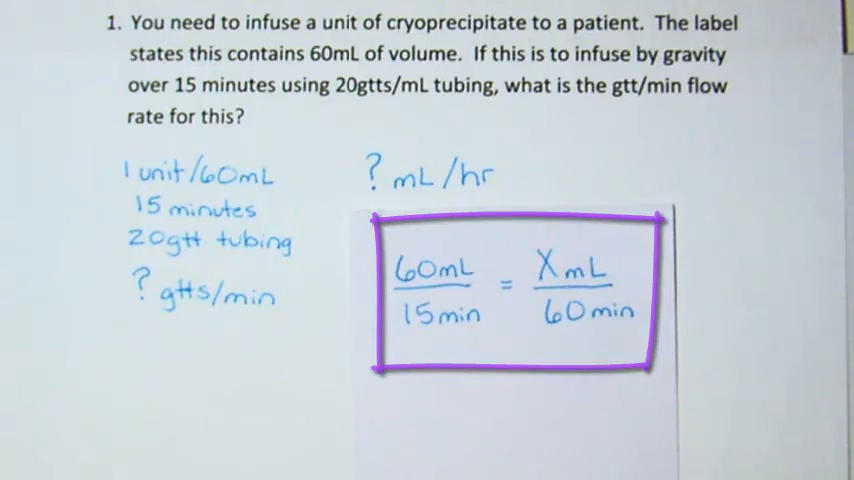 1. You need to infuse a unit of cryoprecipitate to a patient. The label
states this contains 60mL of volume. If this is to infuse by gravity
over 15 minutes using 20gtts/mL tubing, what is the gtt/min flow
rate for this?
1 unit/60mL
15 minutes
20gtt tubing
? gtts/min
? mL/hr
60mL = XmL
15min 60min